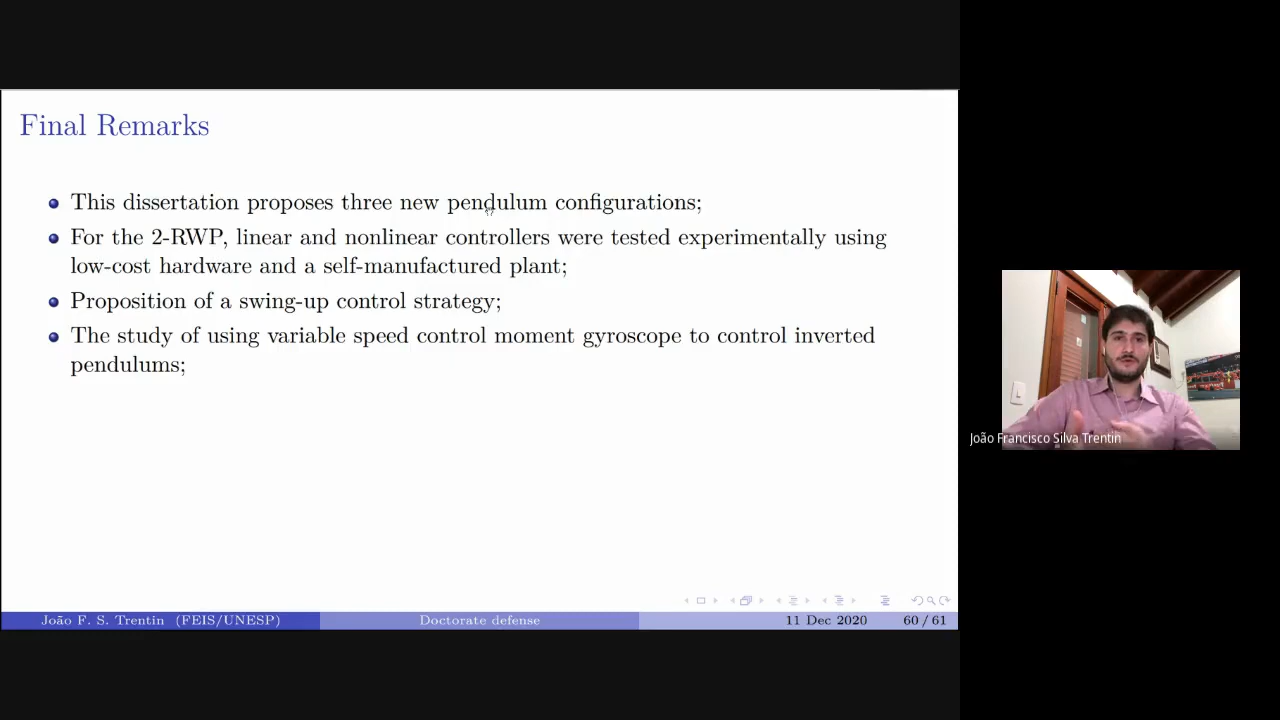 Final Remarks
This dissertation proposes three new pendulum configurations;
For the 2-RWP, linear and nonlinear controllers were tested experimentally using
low-cost hardware and a self-manufactured plant;
Proposition of a swing-up control strategy;
The study of using variable speed control moment gyroscope to control inverted
pendulums;
João F. S. Trentin (FEIS/UNESP)
Doctorate defense
11 Dec 2020
60 / 61
João Francisco Silva Trentin